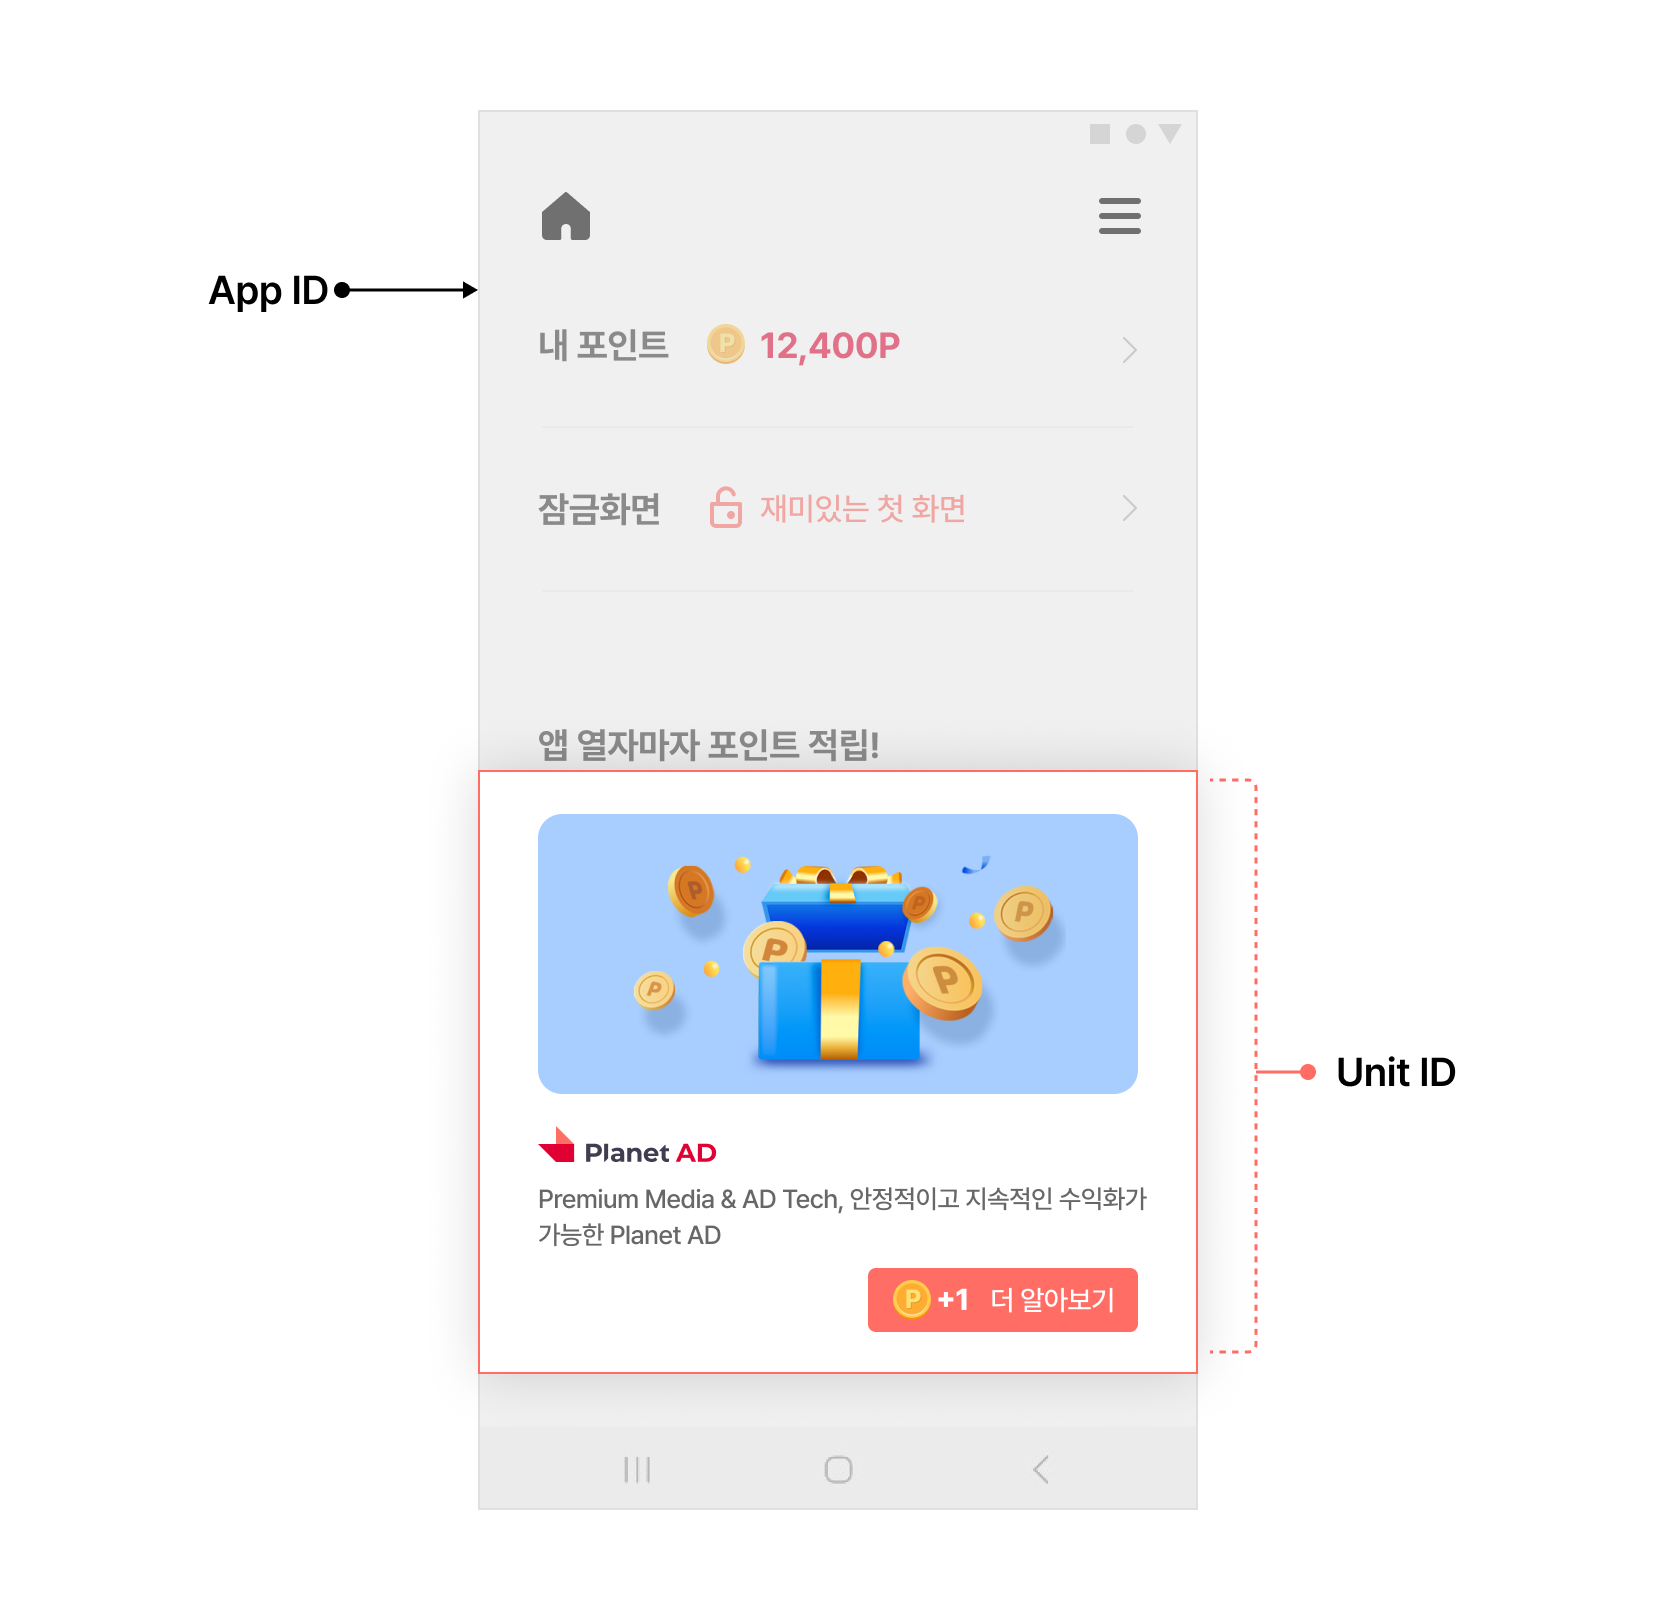 App ID
내 포인트 P 12,400P
잠금화면 재미있는 첫 화면
앱 열자마자 포인트 적립!
P
P
P
P
P
P
Planet AD
Premium Media & AD Tech, 안정적이고 지속적인 수익화가
가능한 Planet AD
P +1 더 알아보기
Unit ID